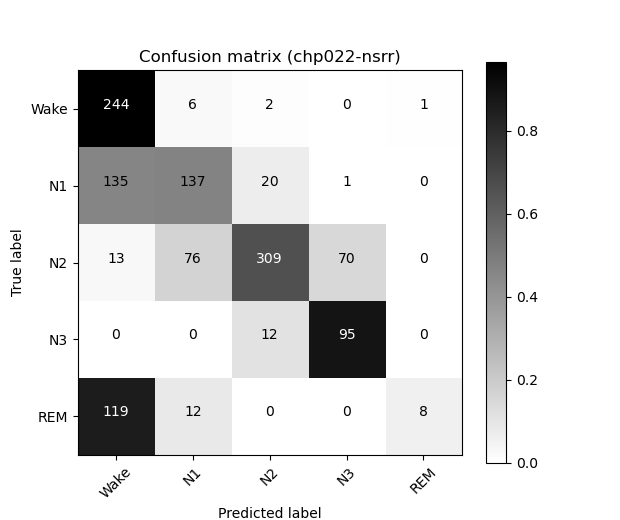 Confusion matrix (chp022-nsrr)
Wake 244 6 2 0 1
N1 135 137 20 1 0
N2 13 76 309 70 0
N3 0 0 12 95 0
REM 119 12 0 0 8
Wake N1 N2 N3 REM
True label
Predicted label
0.8
0.6
0.4
0.2
0.0